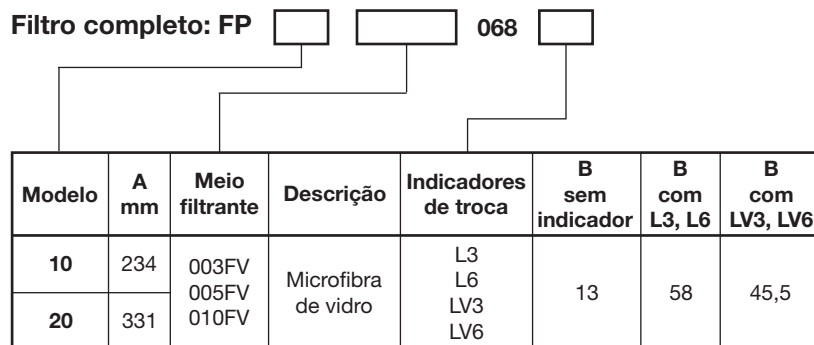 Filtro completo: FP 068
Modelo A mm Meio filtrante Descrição Indicadores de troca B sem indicador B com L3, L6 B com LV3, LV6
10 234 003FV 005FV 010FV Microfibra de vidro L3 L6 LV3 LV6 13 58 45,5
20 331